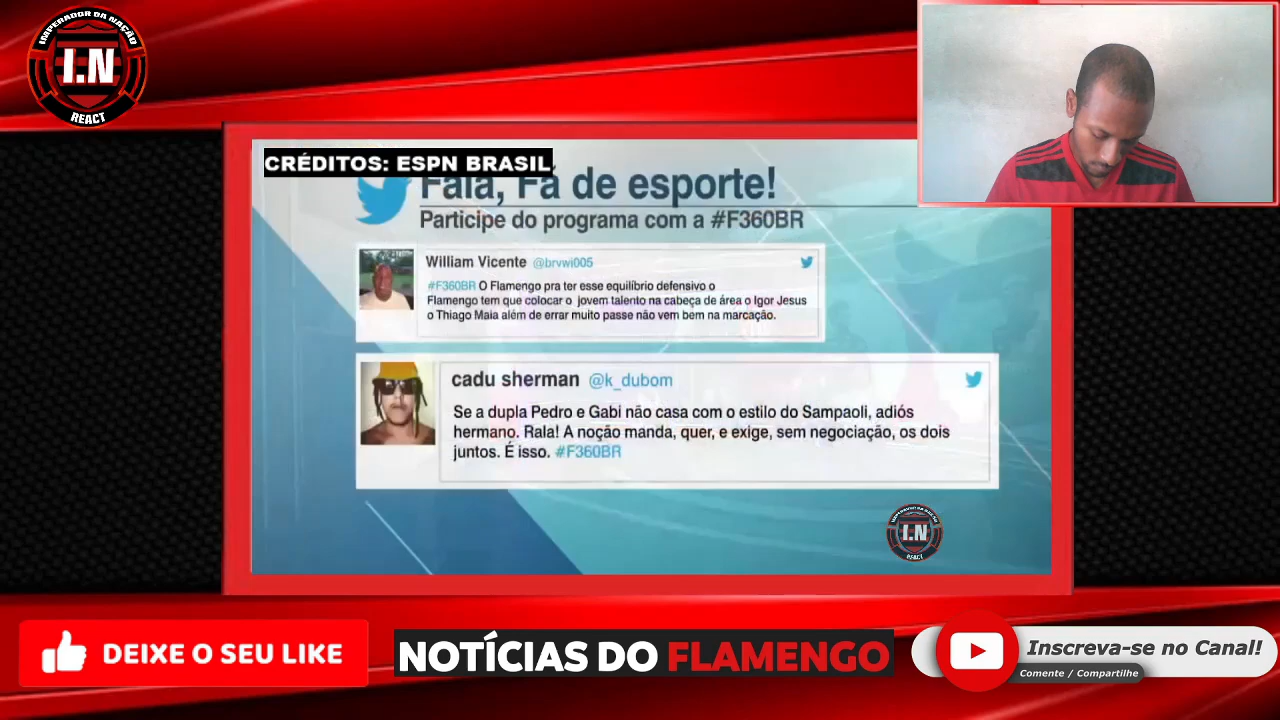 IMPERADOR DA NAÇÃO
I.N
REACT
CRÉDITOS: ESPN BRASIL
Fala, Fã de esporte!
Participe do programa com a #F360BR
William Vicente @brvwi005
#F360BR O Flamengo pra ter esse equilíbrio defensivo o
Flamengo tem que colocar o jovem talento na cabeça de área o Igor Jesus
o Thiago Maia além de errar muito passe não vem bem na marcação.
cadu sherman @k_dubom
Se a dupla Pedro e Gabi não casa com o estilo do Sampaoli, adiós
hermano. Rala! A noção manda, quer, e exige, sem negociação, os dois
juntos. É isso. #F360BR
IMPERADOR DA NAÇÃO
I.N
REACT
DEIXE O SEU LIKE
NOTÍCIAS DO FLAMENGO
Inscreva-se no Canal!
Comente / Compartilhe